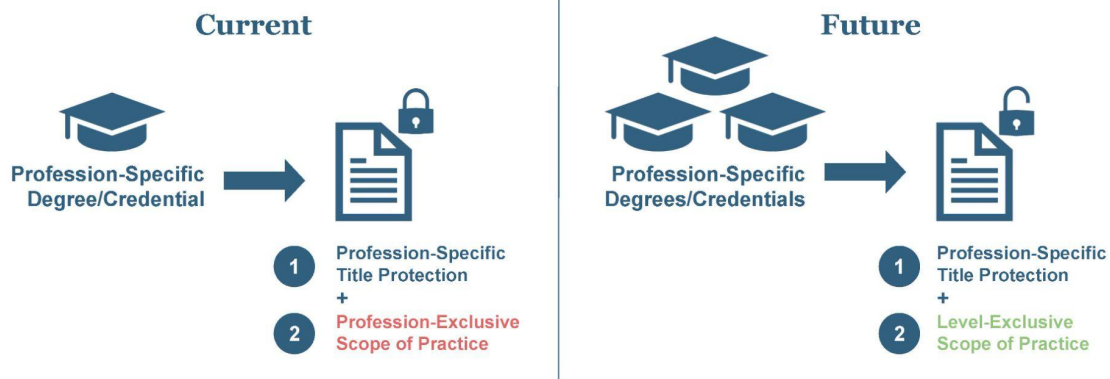 Current
Profession-Specific
Degree/Credential
1
Profession-Specific
Title Protection
+
2
Profession-Exclusive
Scope of Practice
Future
Profession-Specific
Degrees/Credentials
1
Profession-Specific
Title Protection
+
2
Level-Exclusive
Scope of Practice